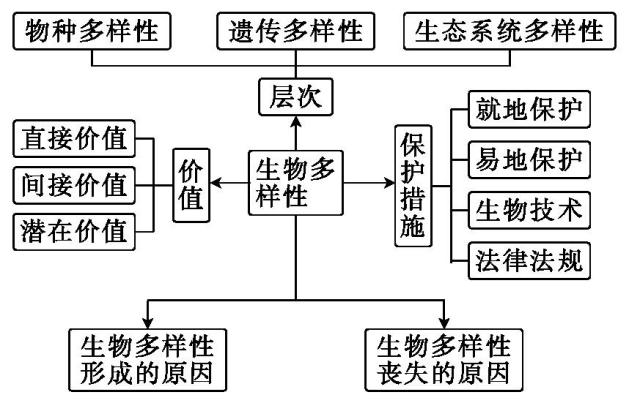 物种多样性
遗传多样性
生态系统多样性
层次
直接价值
间接价值
潜在价值
价值
生物多
样性
保护措施
就地保护
易地保护
生物技术
法律法规
生物多样性
形成的原因
生物多样性
丧失的原因